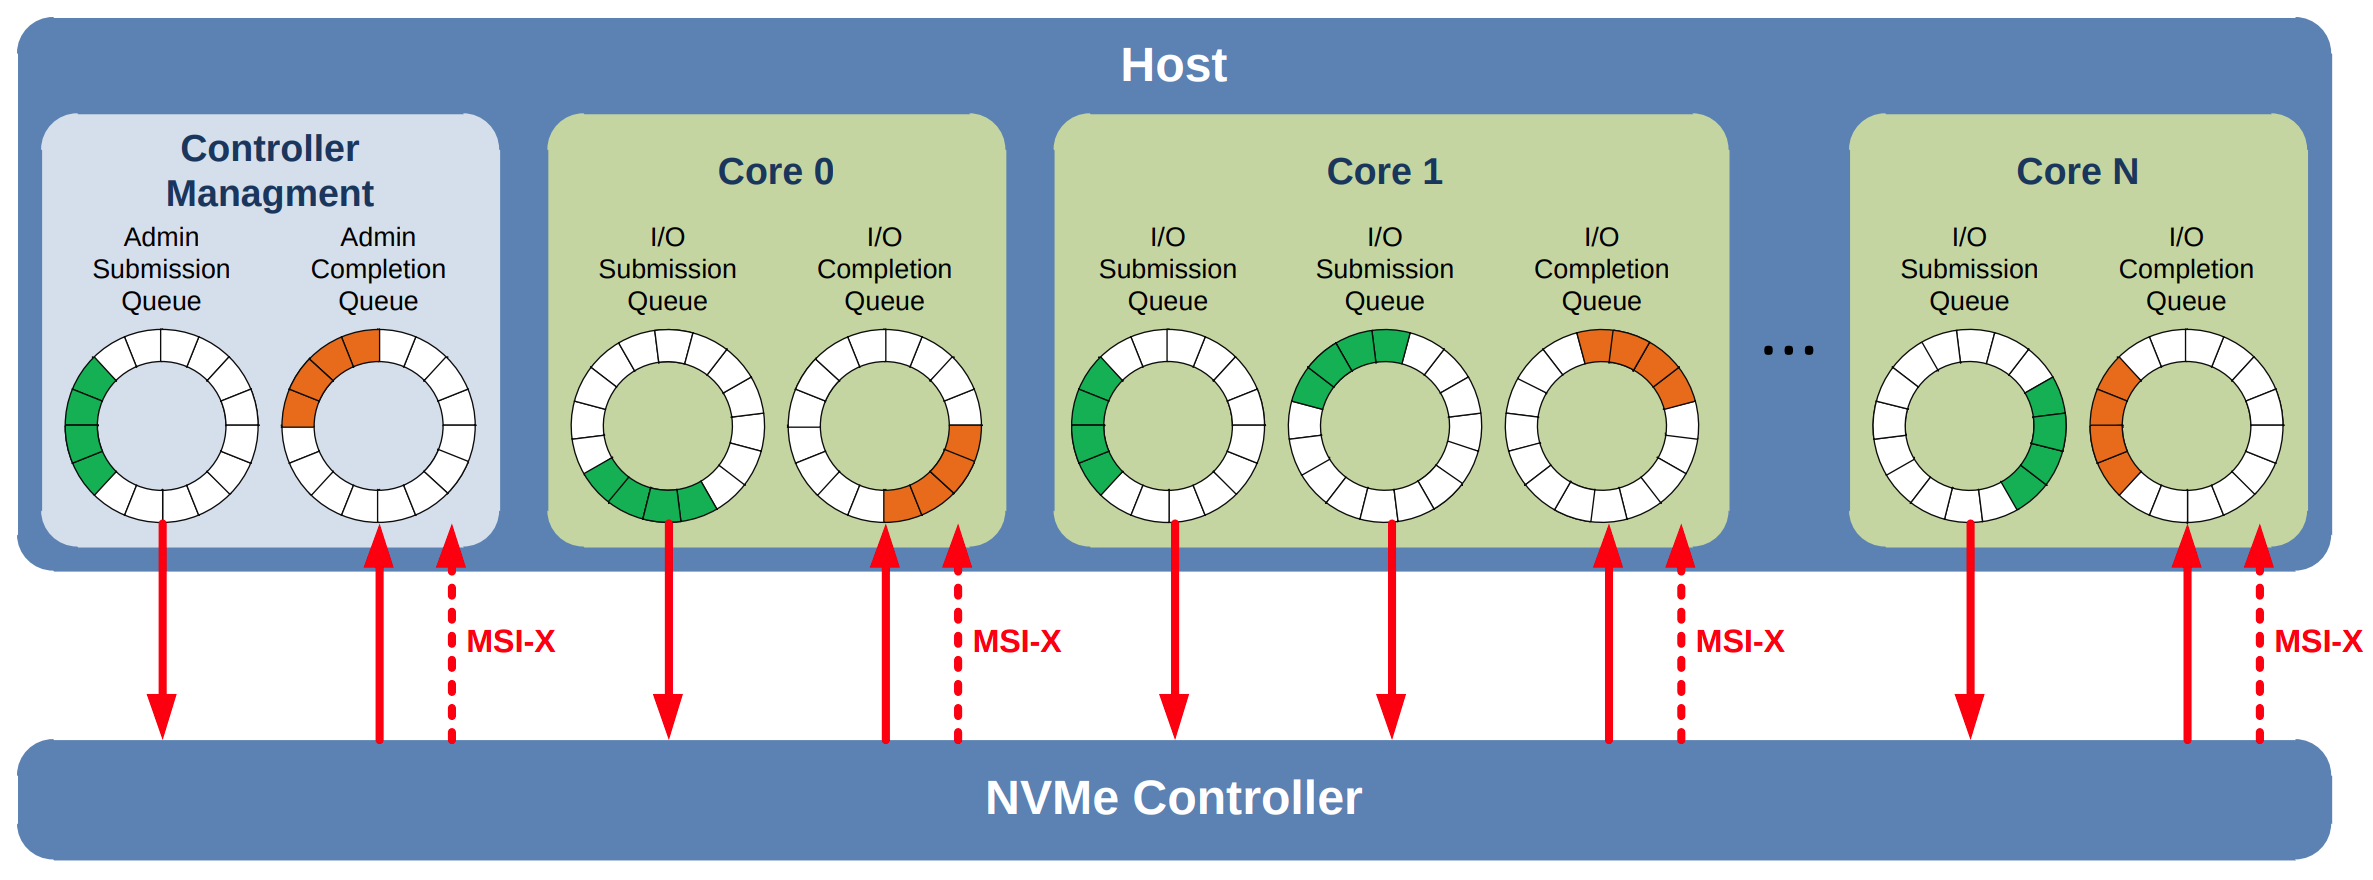 Host
Controller
Managment
Admin
Submission
Queue
Admin
Completion
Queue
Core 0
I/O
Submission
Queue
I/O
Completion
Queue
Core 1
I/O
Submission
Queue
I/O
Submission
Queue
I/O
Completion
Queue
...
Core N
I/O
Submission
Queue
I/O
Completion
Queue
MSI-X
MSI-X
MSI-X
MSI-X
NVMe Controller